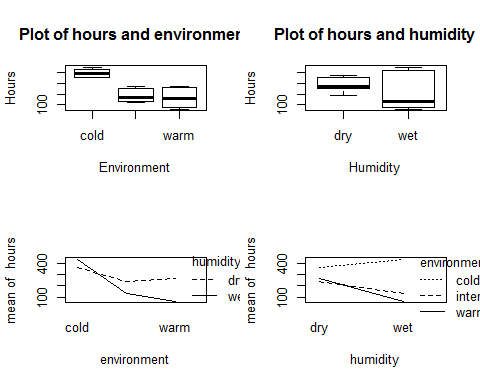 Plot of hours and environmer
Plot of hours and humidity
Hours
100
cold
warm
Environment
Hours
100
dry
wet
Humidity
mean of hours
400
100
cold
warm
environment
humidity
dr
we
mean of hours
400
100
dry
wet
humidity
environmen
cold
inter
warm